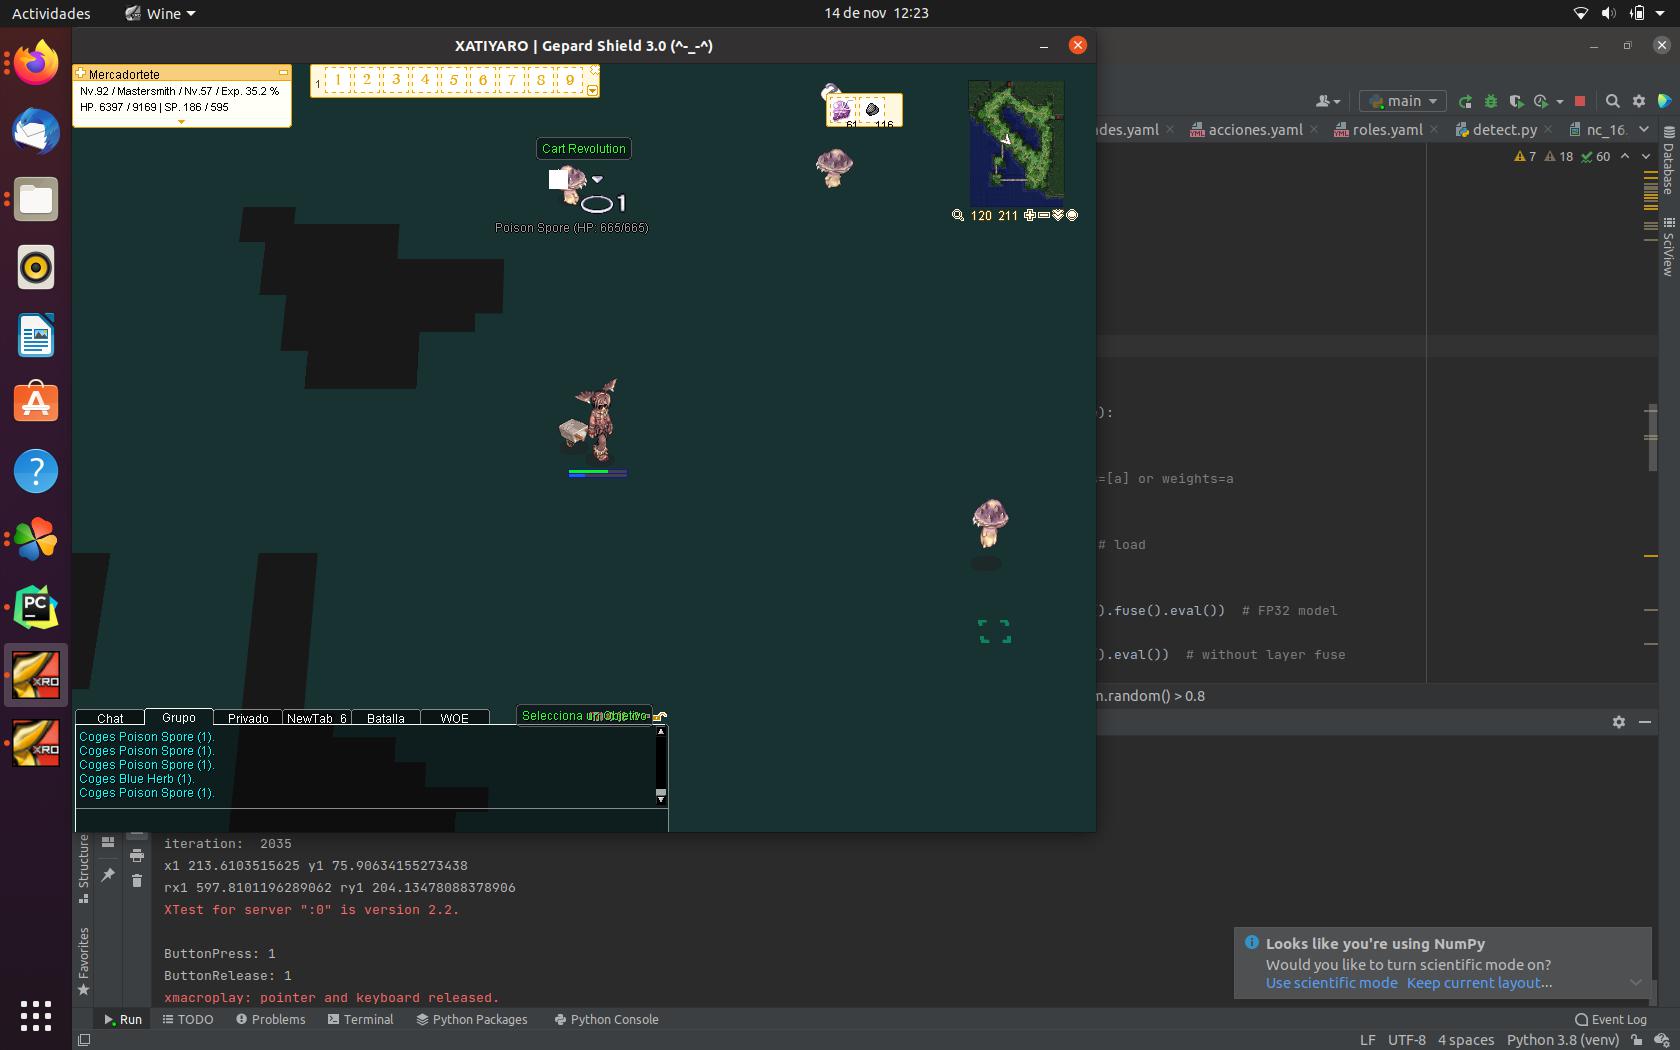 Actividades
Wine
14 de nov 12:23
XATIYARO | Gepard Shield 3.0 (^-_-^)
Mercadortete
Nv.92 / Mastersmith / Nv.57 / Exp. 35.2 %
HP. 6397 / 9169 | SP. 186 / 595
1 1 2 3 4 5 6 7 8 9
61 116
Cart Revolution
1
Poison Spore (HP: 665/665)
120 211
main
des.yaml
acciones.yaml
roles.yaml
detect.py
nc_16.
7 18 60
Database
SciView
):
=[a] or weights=a
# load
).fuse().eval()) # FP32 model
).eval()) # without layer fuse
m.random() > 0.8
Chat Grupo Privado NewTab_6 Batalla WOE
Selecciona un objetivo
Coges Poison Spore (1).
Coges Poison Spore (1).
Coges Poison Spore (1).
Coges Blue Herb (1).
Coges Poison Spore (1).
Structure
Favorites
iteration: 2035
x1 213.6103515625 y1 75.90634155273438
rx1 597.8101196289062 ry1 204.13478088378906
XTest for server ":0" is version 2.2.
ButtonPress: 1
ButtonRelease: 1
xmacroplay: pointer and keyboard released.
Looks like you're using NumPy
Would you like to turn scientific mode on?
Use scientific mode Keep current layout...
Run TODO Problems Terminal Python Packages Python Console
Event Log
LF UTF-8 4 spaces Python 3.8 (venv)
PC
XRO
XRO